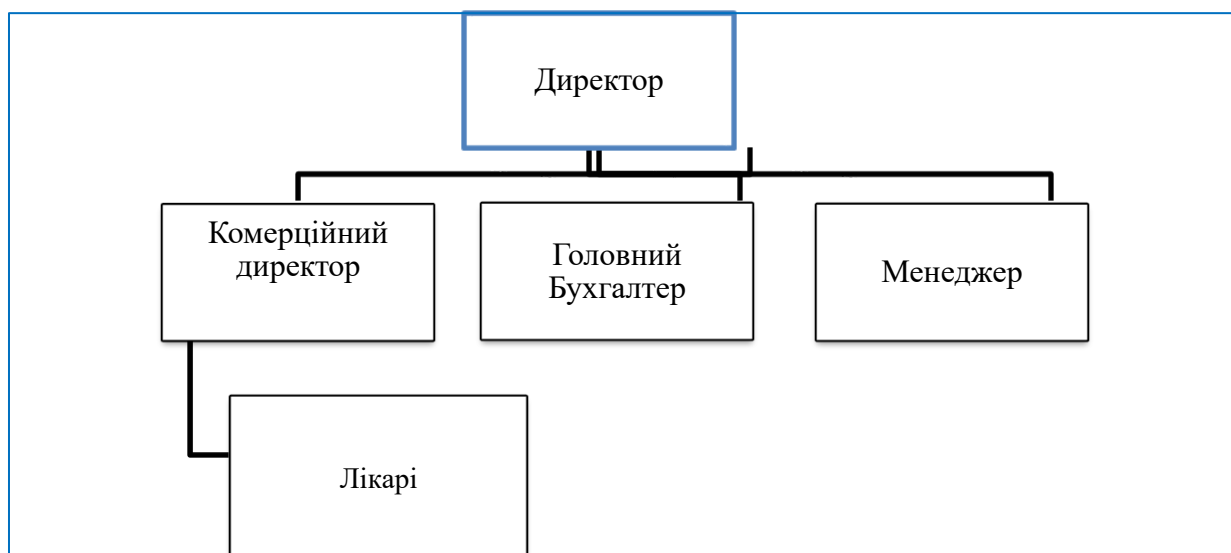 Директор
Комерційний
директор
Головний
Бухгалтер
Менеджер
Лікарі